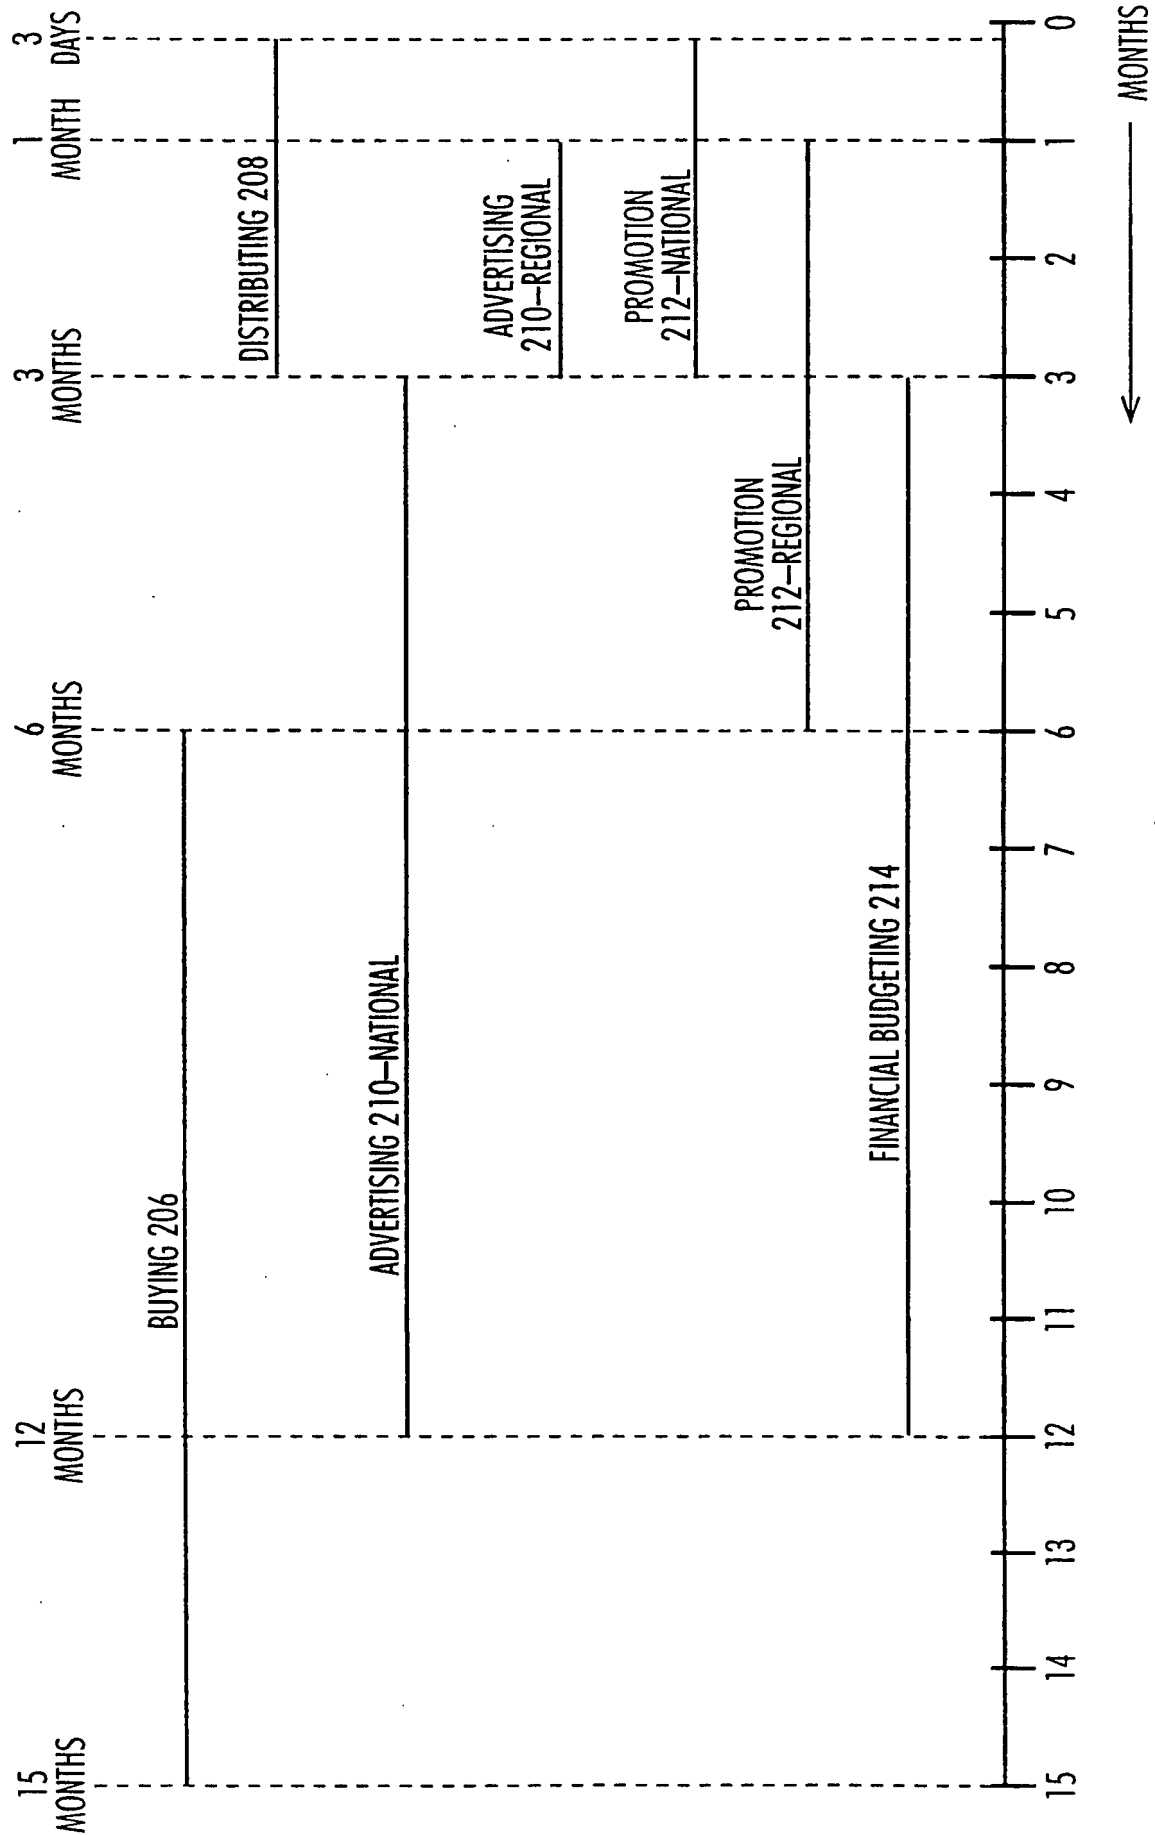 15
MONTHS
12
MONTHS
6
MONTHS
3
MONTHS
1
MONTH
3
DAYS
BUYING 206
DISTRIBUTING 208
ADVERTISING 210–NATIONAL
ADVERTISING
210–REGIONAL
PROMOTION
212–NATIONAL
PROMOTION
212–REGIONAL
FINANCIAL BUDGETING 214
15 14 13 12 11 10 9 8 7 6 5 4 3 2 1 0
MONTHS